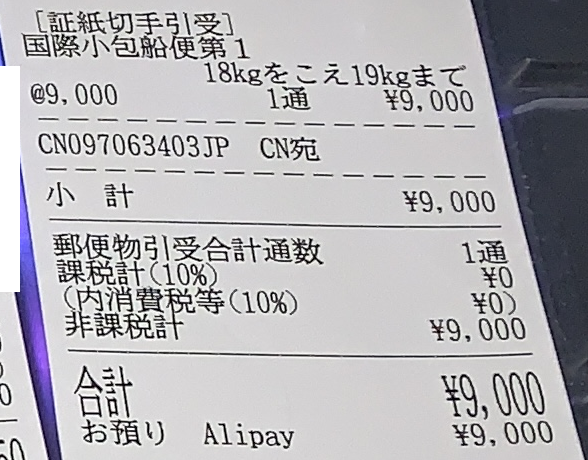 [証紙切手引受]
国際小包船便第1
18kgをこえ19kgまで
@9,000 1通 ¥9,000
CN097063403JP CN宛
小 計 ¥9,000
郵便物引受合計通数 1通
課税計(10%) ¥0
(内消費税等(10%) ¥0)
非課税計 ¥9,000
合計 ¥9,000
お預り Alipay ¥9,000